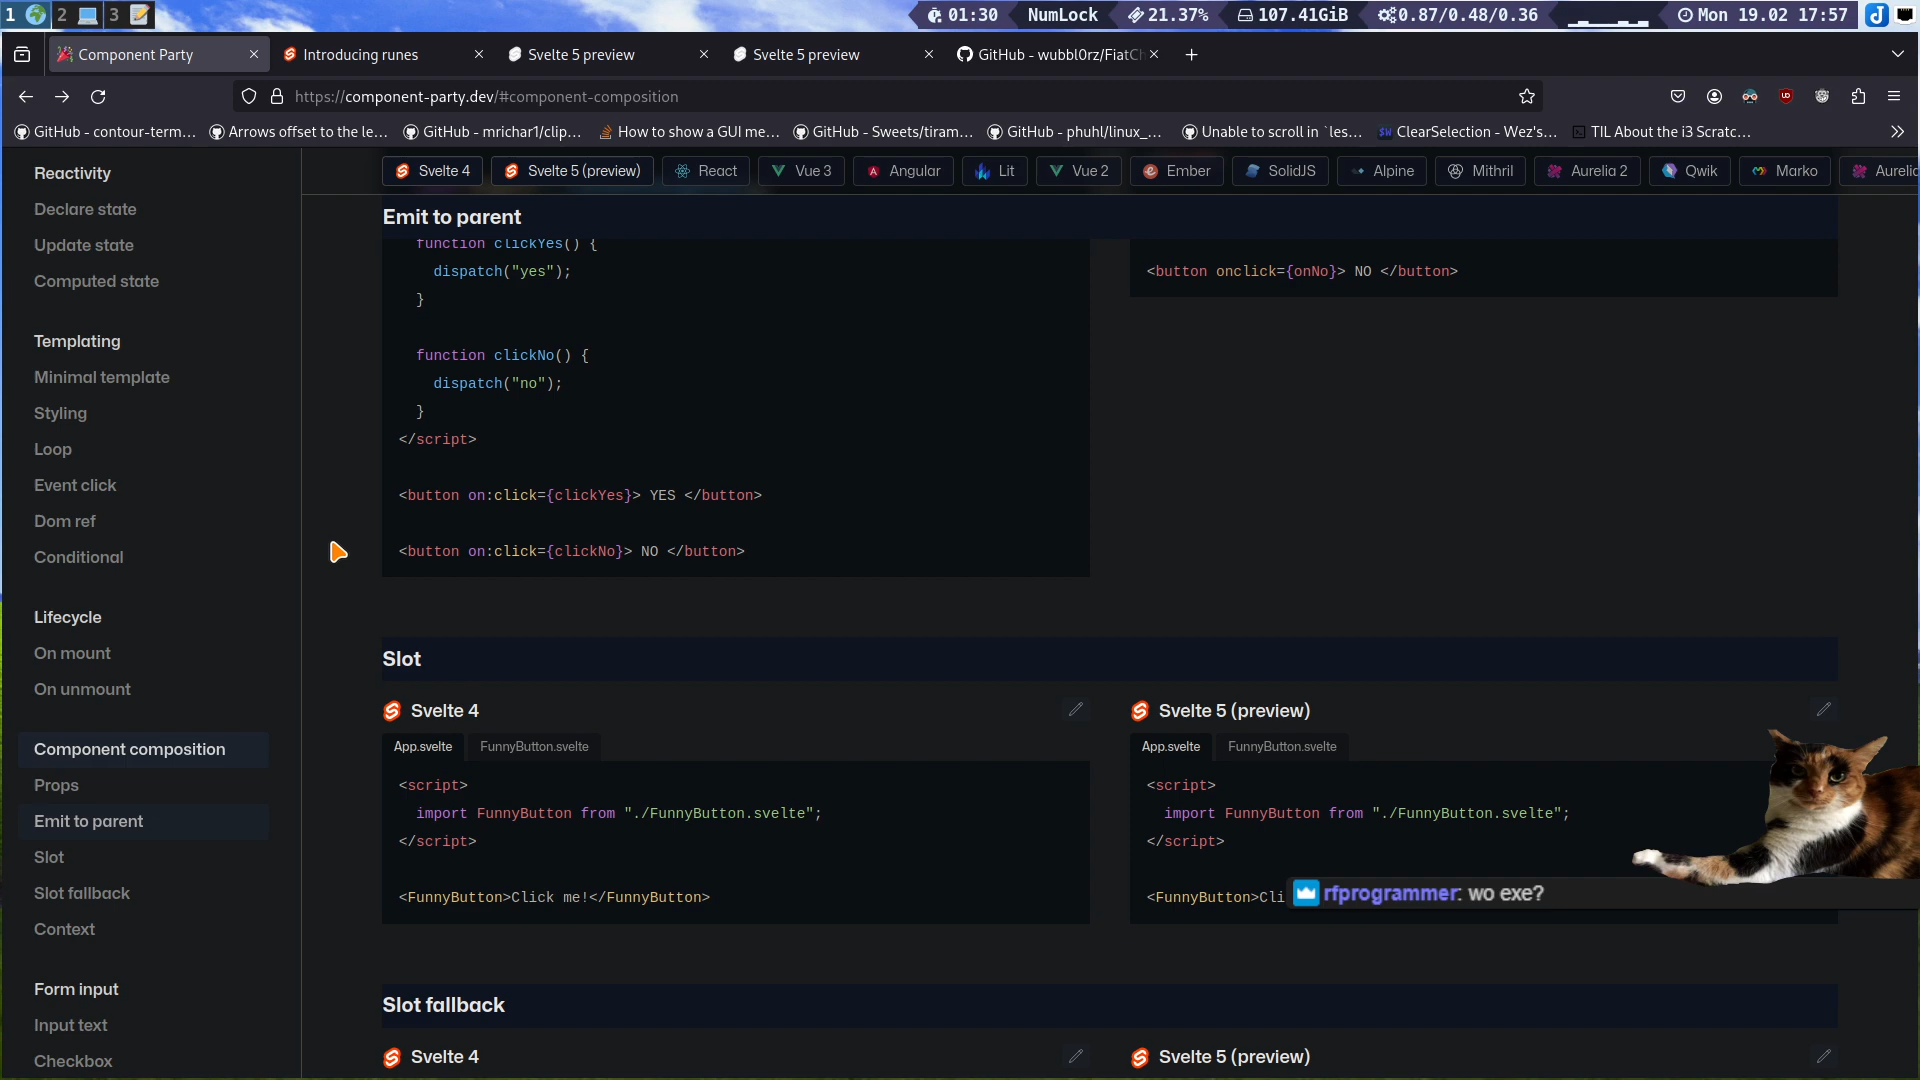 1 2 3
01:30 NumLock 21.37% 107.41GiB 0.87/0.48/0.36 Mon 19.02 17:57
Component Party
Introducing runes
Svelte 5 preview
Svelte 5 preview
GitHub - wubbl0rz/FiatCh
https://component-party.dev/#component-composition
GitHub - contour-term…
Arrows offset to the le…
GitHub - mrichar1/clip…
How to show a GUI me…
GitHub - Sweets/tiram…
GitHub - phuhl/linux_…
Unable to scroll in `les…
ClearSelection - Wez's…
TIL About the i3 Scratc…
Svelte 4
Svelte 5 (preview)
React
Vue 3
Angular
Lit
Vue 2
Ember
SolidJS
Alpine
Mithril
Aurelia 2
Qwik
Marko
Aurelia
Reactivity
Declare state
Update state
Computed state
Templating
Minimal template
Styling
Loop
Event click
Dom ref
Conditional
Lifecycle
On mount
On unmount
Component composition
Props
Emit to parent
Slot
Slot fallback
Context
Form input
Input text
Checkbox
Emit to parent
function clickYes() {
dispatch("yes");
}
function clickNo() {
dispatch("no");
}
</script>
<button on:click={clickYes}> YES </button>
<button on:click={clickNo}> NO </button>
<button onclick={onNo}> NO </button>
Slot
Svelte 4
App.svelte FunnyButton.svelte
<script>
import FunnyButton from "./FunnyButton.svelte";
</script>
<FunnyButton>Click me!</FunnyButton>
Svelte 5 (preview)
App.svelte FunnyButton.svelte
<script>
import FunnyButton from "./FunnyButton.svelte";
</script>
<FunnyButton>Cli
rfprogrammer: wo exe?
Slot fallback
Svelte 4
Svelte 5 (preview)